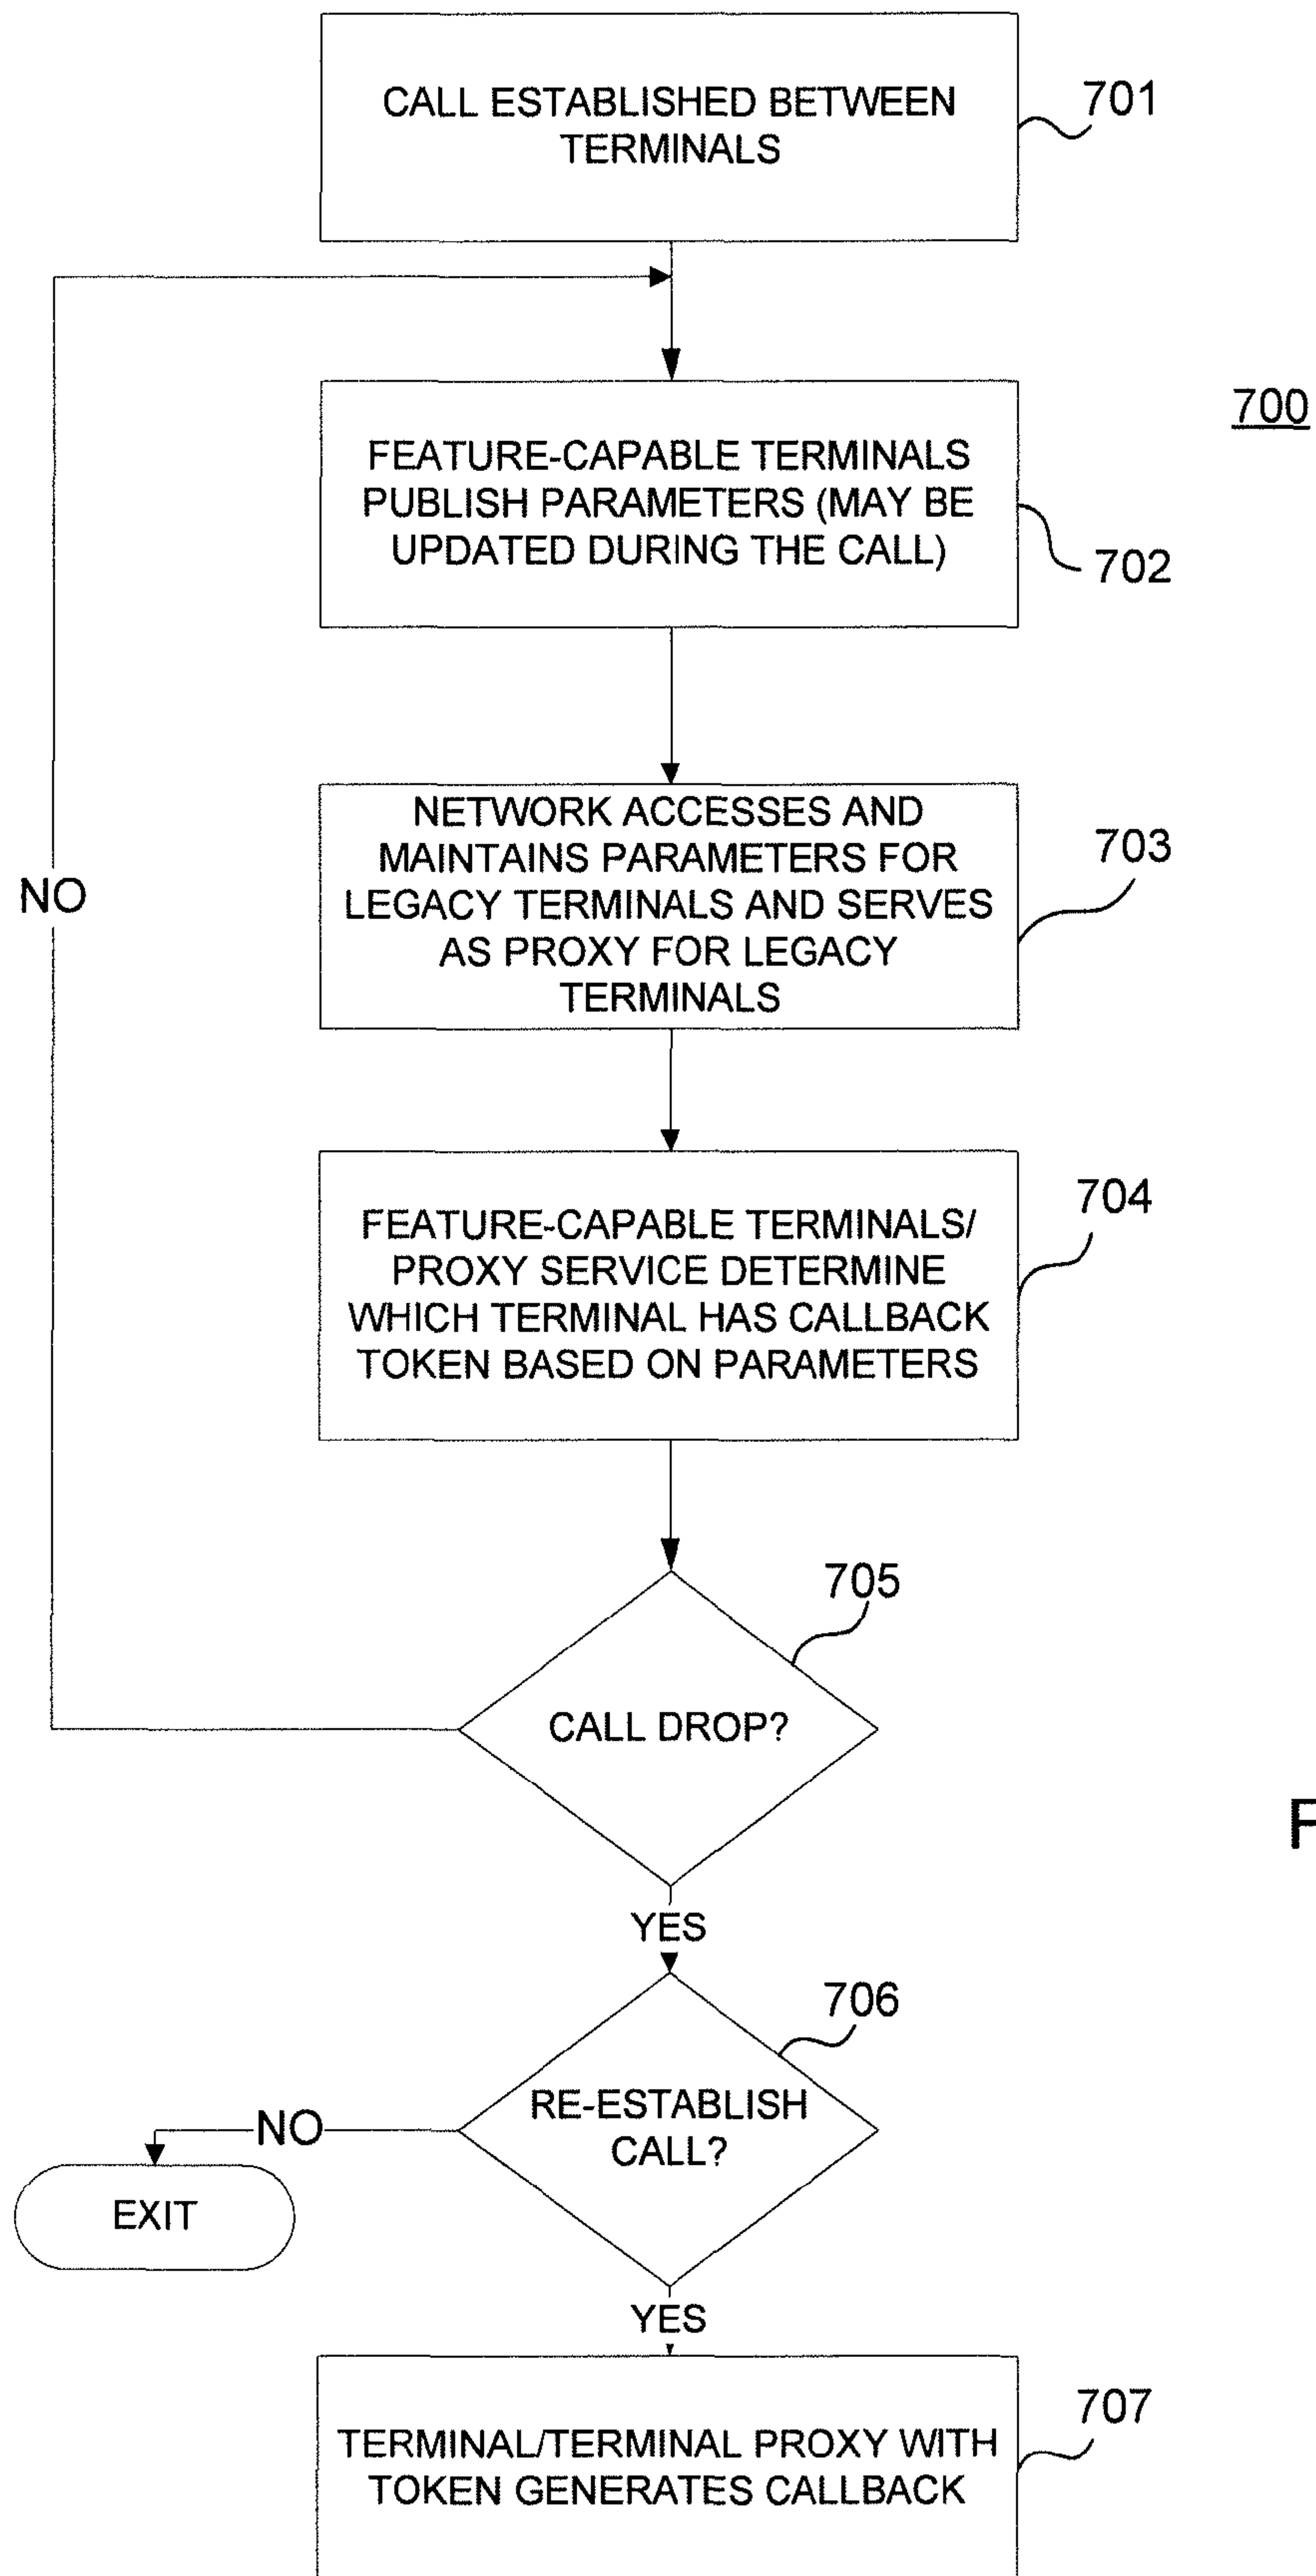 CALL ESTABLISHED BETWEEN
TERMINALS
701
700
FEATURE-CAPABLE TERMINALS
PUBLISH PARAMETERS (MAY BE
UPDATED DURING THE CALL)
702
NETWORK ACCESSES AND
MAINTAINS PARAMETERS FOR
LEGACY TERMINALS AND SERVES
AS PROXY FOR LEGACY
TERMINALS
703
NO
FEATURE-CAPABLE TERMINALS/
PROXY SERVICE DETERMINE
WHICH TERMINAL HAS CALLBACK
TOKEN BASED ON PARAMETERS
704
705
CALL DROP?
F
YES
706
RE-ESTABLISH
CALL?
NO
EXIT
YES
TERMINAL/TERMINAL PROXY WITH
TOKEN GENERATES CALLBACK
707